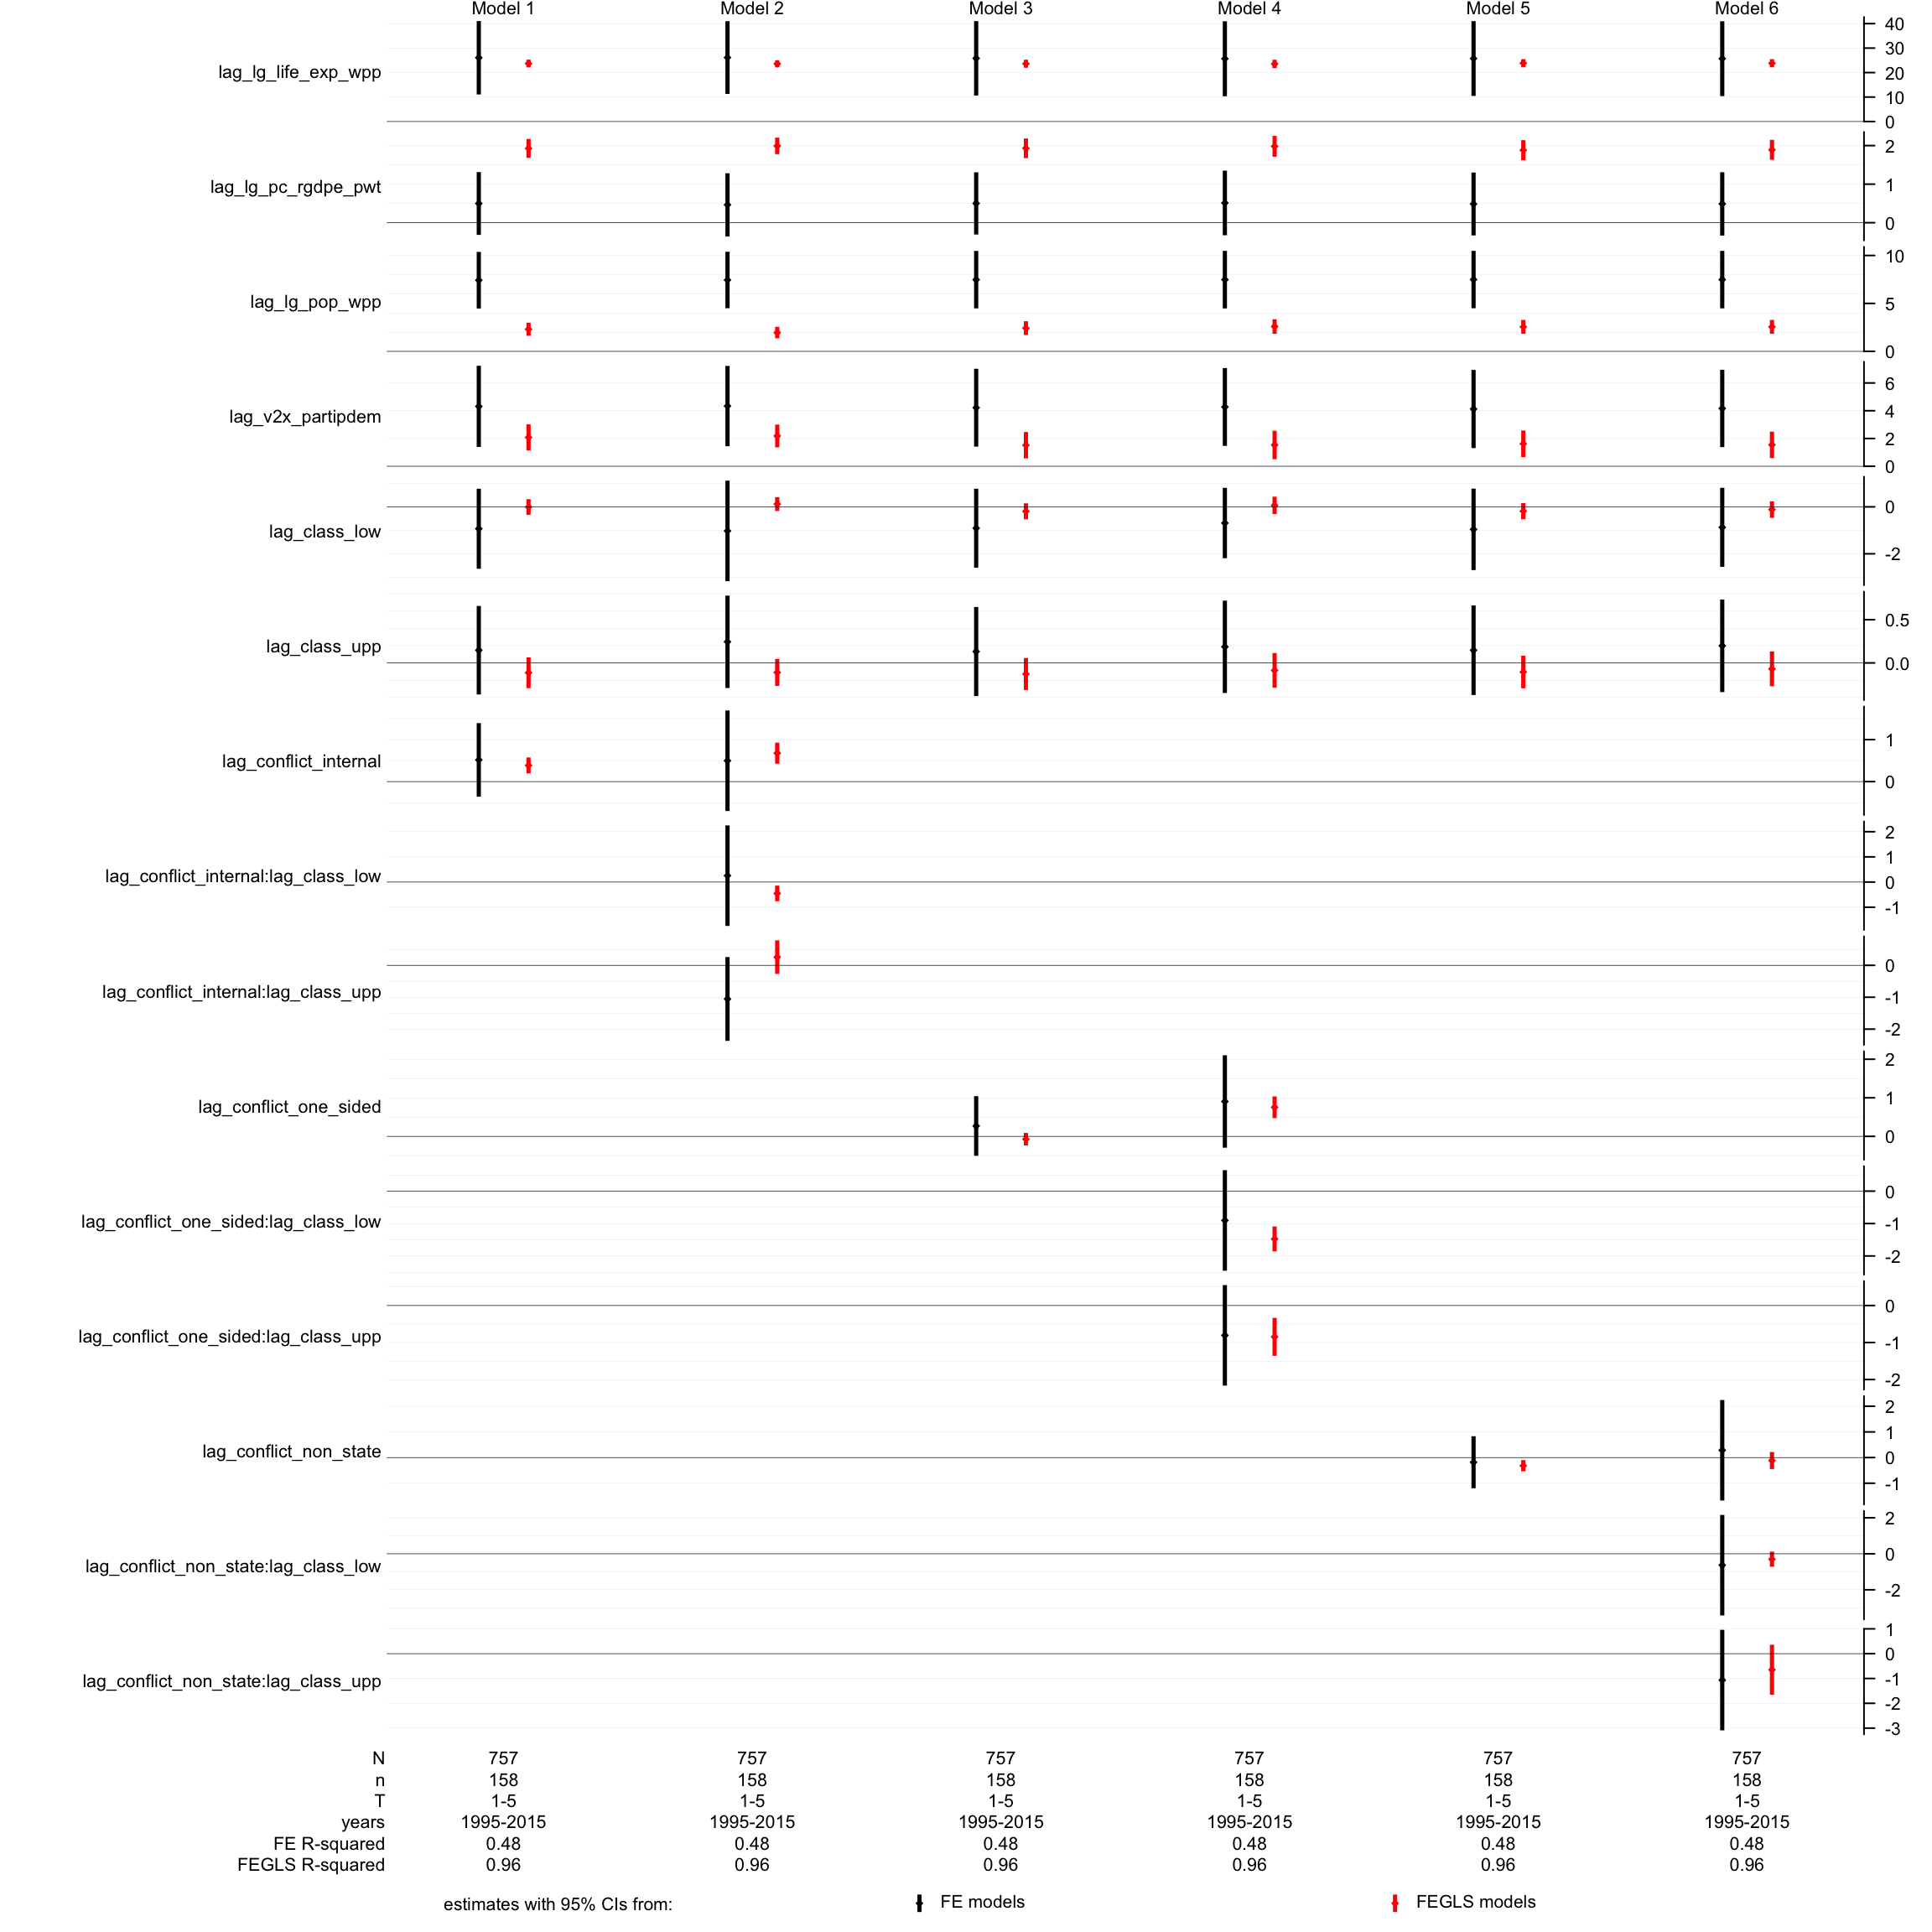 Model 1 Model 2 Model 3 Model 4 Model 5 Model 6
lag_lg_life_exp_wpp
40
30
20
10
0
lag_lg_pc_rgdpe_pwt
2
1
0
lag_lg_pop_wpp
10
5
0
lag_v2x_partipdem
6
4
2
0
lag_class_low
0
-2
lag_class_upp
0.5
0.0
lag_conflict_internal
1
0
lag_conflict_internal:lag_class_low
2
1
0
-1
lag_conflict_internal:lag_class_upp
0
-1
-2
lag_conflict_one_sided
2
1
0
lag_conflict_one_sided:lag_class_low
0
-1
-2
lag_conflict_one_sided:lag_class_upp
0
-1
-2
lag_conflict_non_state
2
1
0
-1
lag_conflict_non_state:lag_class_low
2
0
-2
lag_conflict_non_state:lag_class_upp
1
0
-1
-2
-3
N 757 757 757 757 757 757
n 158 158 158 158 158 158
T 1-5 1-5 1-5 1-5 1-5 1-5
years 1995-2015 1995-2015 1995-2015 1995-2015 1995-2015 1995-2015
FE R-squared 0.48 0.48 0.48 0.48 0.48 0.48
FEGLS R-squared 0.96 0.96 0.96 0.96 0.96 0.96
estimates with 95% CIs from: FE models FEGLS models